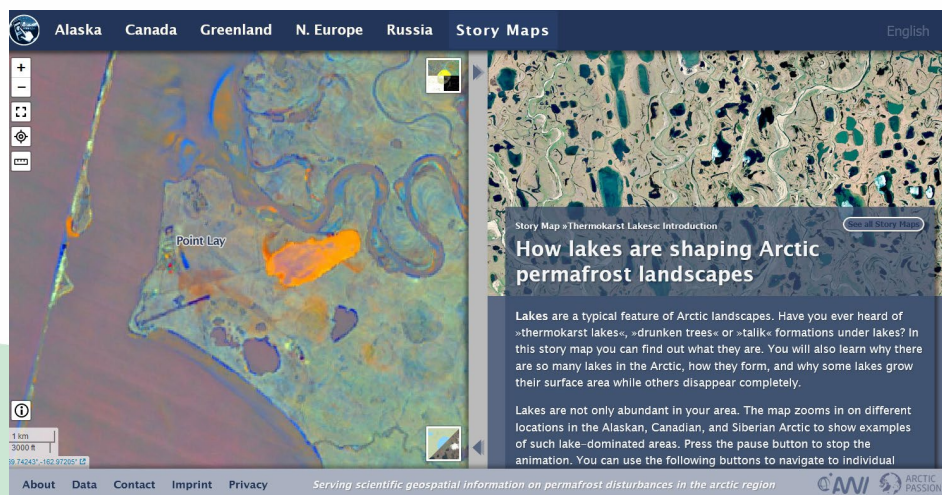 Alaska Canada Greenland N. Europe Russia Story Maps English
+
−
Point Lay
1 km
3000 ft
Story Map »Thermokarst Lakes«: Introduction
See all Story Maps
How lakes are shaping Arctic
permafrost landscapes
Lakes are a typical feature of Arctic landscapes. Have you ever heard of
»thermokarst lakes«, »drunken trees« or »talik« formations under lakes? In
this story map you can find out what they are. You will also learn why there
are so many lakes in the Arctic, how they form, and why some lakes grow
their surface area while others disappear completely.
Lakes are not only abundant in your area. The map zooms in on different
locations in the Alaskan, Canadian, and Siberian Arctic to show examples
of such lake-dominated areas. Press the pause button to stop the
animation. You can use the following buttons to navigate to individual
About Data Contact Imprint Privacy
Serving scientific geospatial information on permafrost disturbances in the arctic region
AWI
ARCTIC
PASSION